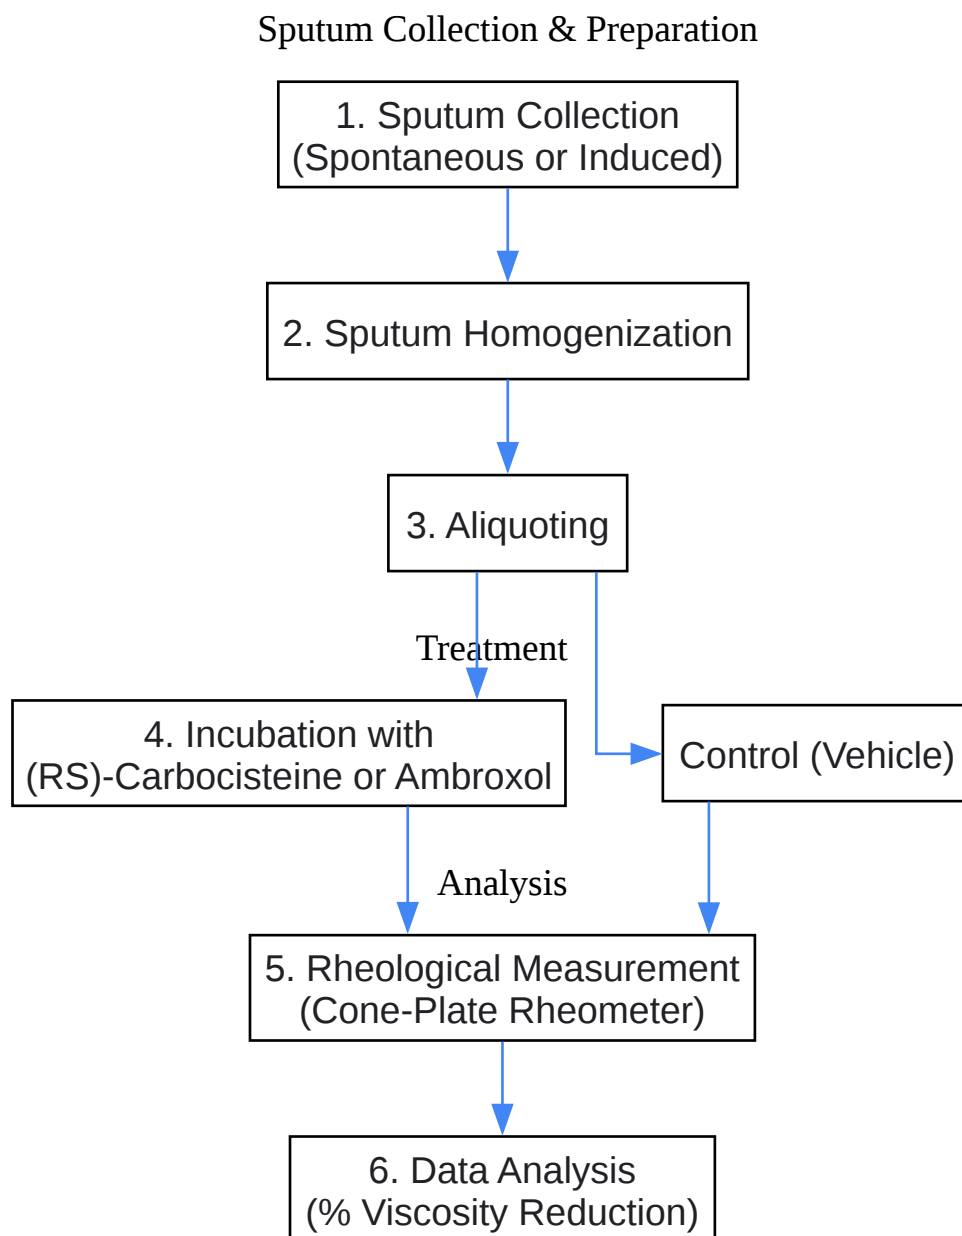 Sputum Collection & Preparation
1. Sputum Collection
(Spontaneous or Induced)
2. Sputum Homogenization
3. Aliquoting
Treatment
4. Incubation with
(RS)-Carbocisteine or Ambroxol
Control (Vehicle)
Analysis
5. Rheological Measurement
(Cone-Plate Rheometer)
6. Data Analysis
(% Viscosity Reduction)